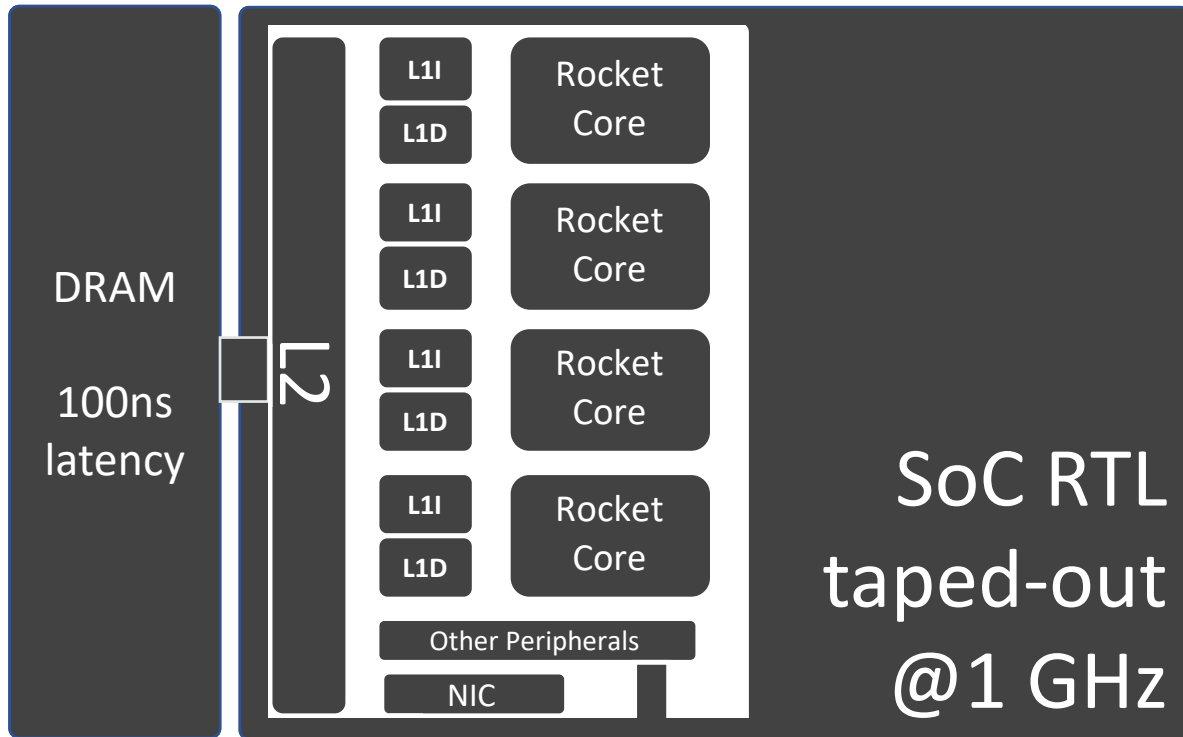 DRAM
100ns
latency
L2
L1I
L1D
Rocket
Core
L1I
L1D
Rocket
Core
L1I
L1D
Rocket
Core
L1I
L1D
Rocket
Core
Other Peripherals
NIC
SoC RTL
taped-out
@1 GHz